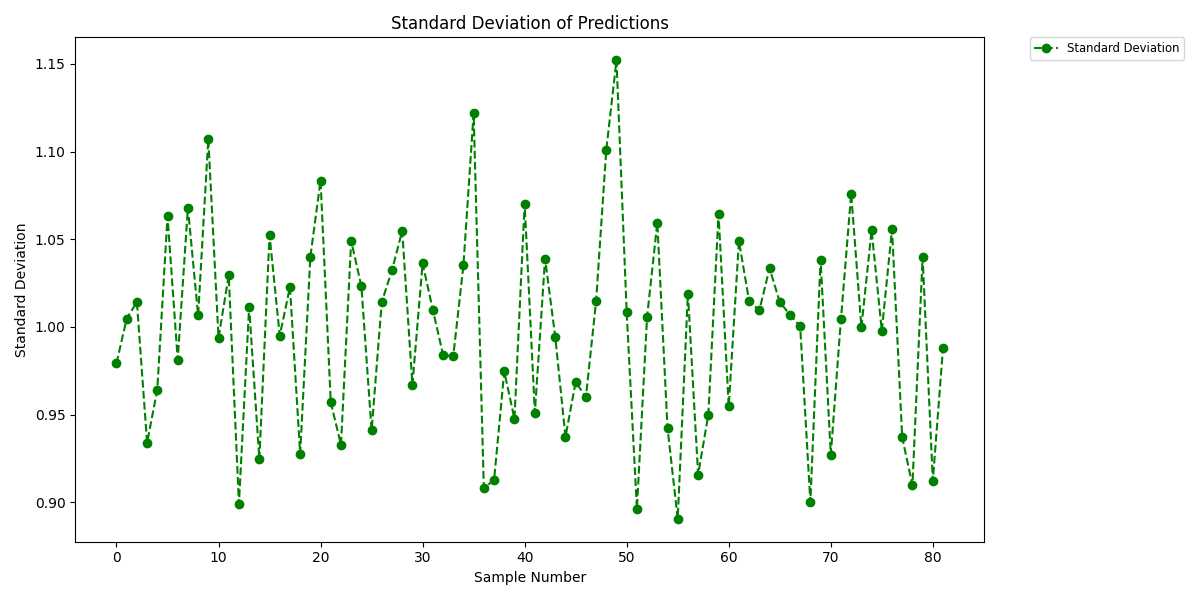 Standard Deviation of Predictions
Standard Deviation
1.15
1.10
1.05
1.00
0.95
0.90
Standard Deviation
0 10 20 30 40 50 60 70 80
Sample Number